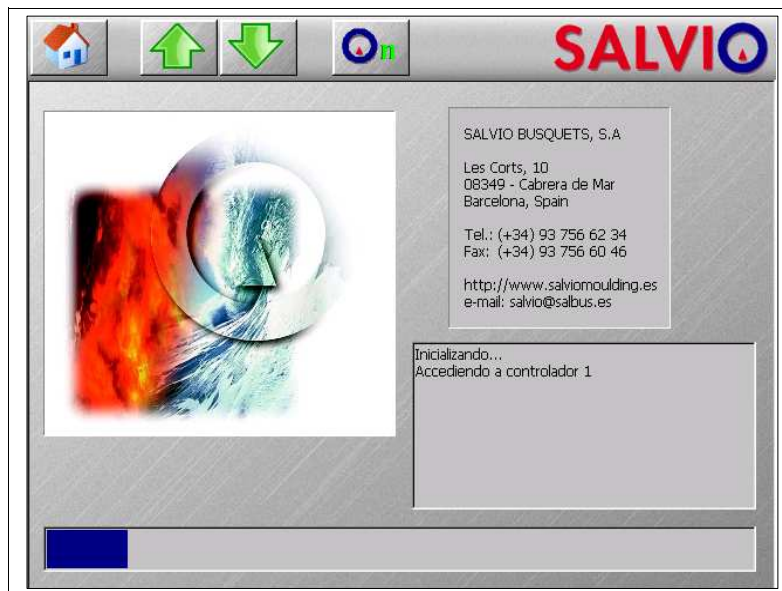 On
SALVIO
SALVIO BUSQUETS, S.A
Les Corts, 10
08349 - Cabrera de Mar
Barcelona, Spain
Tel.: (+34) 93 756 62 34
Fax: (+34) 93 756 60 46
http://www.salviomoulding.es
e-mail: salvio@salbus.es
Inicializando...
Accediendo a controlador 1